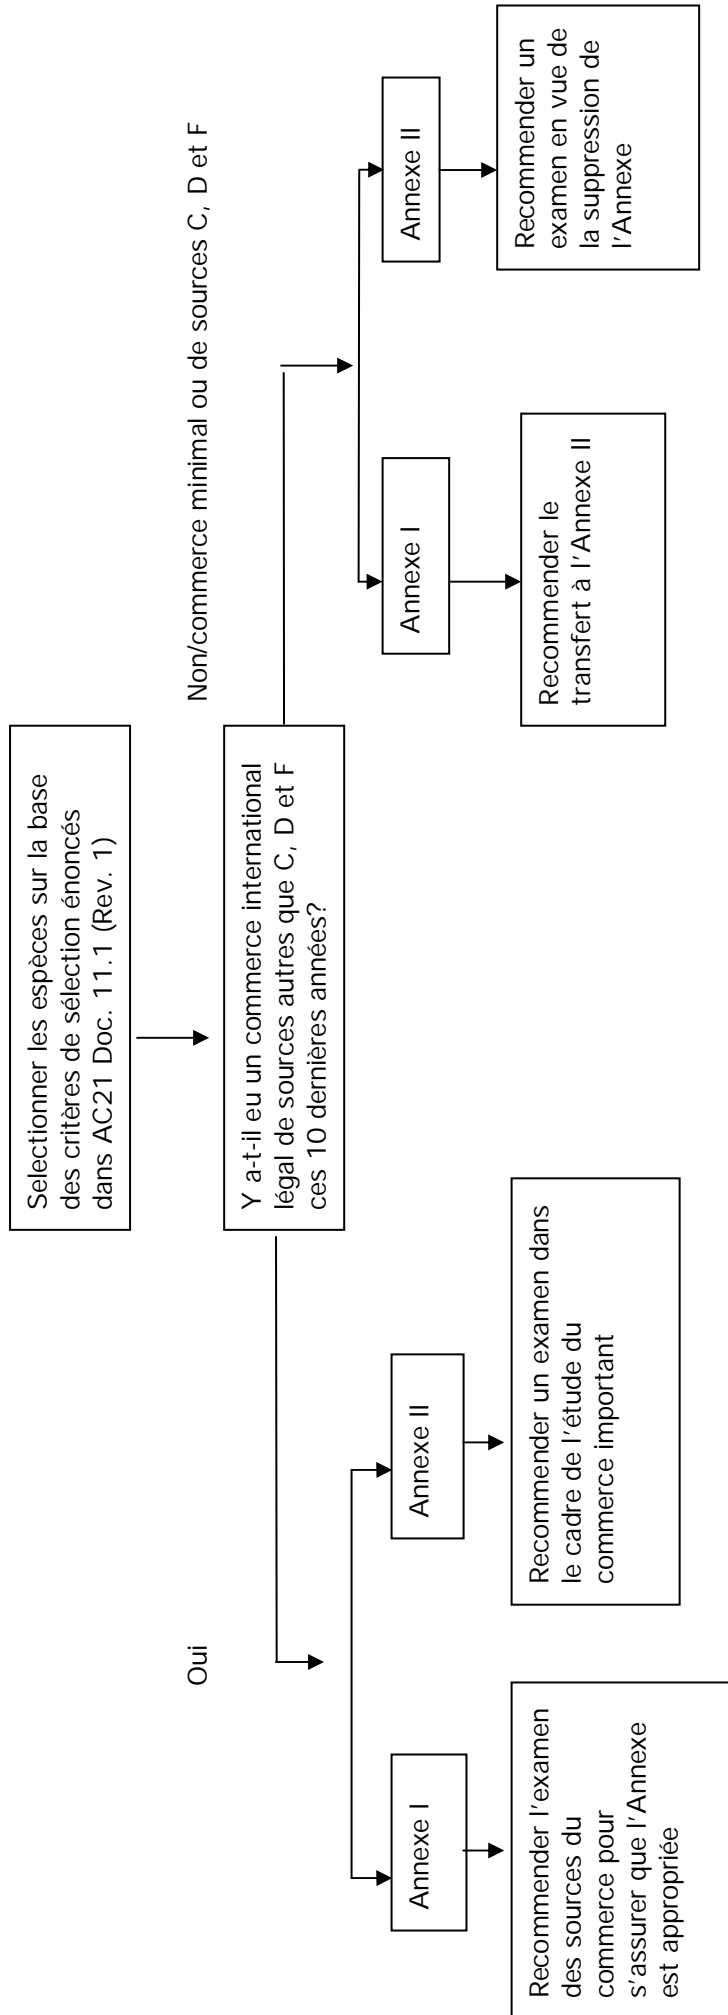 Selectionner les espèces sur la base
des critères de sélection énoncés
dans AC21 Doc. 11.1 (Rev. 1)
Oui
Non/commerce minimal ou de sources C, D et F
Y a-t-il eu un commerce international
légal de sources autres que C, D et F
ces 10 dernières années?
Annexe I
Annexe II
Annexe I
Annexe II
Recommender l'examen
des sources du
commerce pour
s'assurer que l'Annexe
est appropriée
Recommender un examen dans
le cadre de l'étude du
commerce important
Recommender le
transfert à l'Annexe II
Recommender un
examen en vue de
la suppression de
l'Annexe